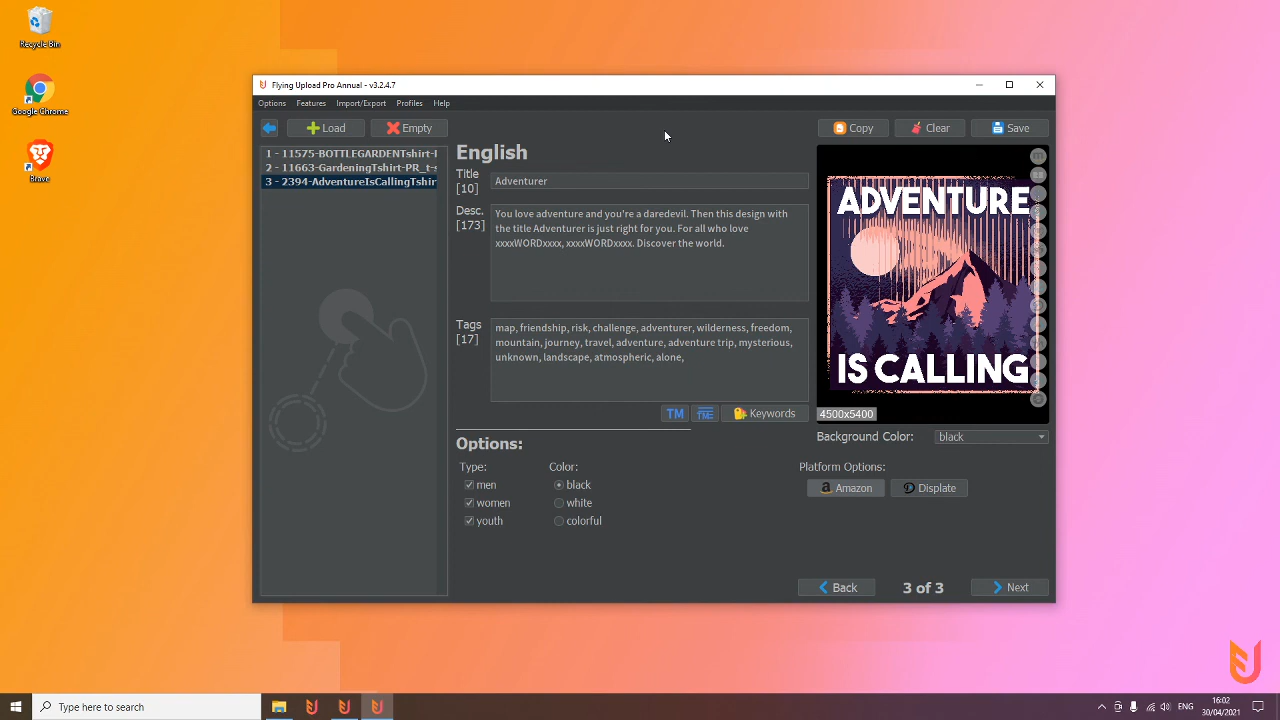 Recycle Bin
Google Chrome
Brave
Flying Upload Pro Annual - v3.2.4.7
Options Features Import/Export Profiles Help
Load Empty Copy Clear Save
1 - 11575-BOTTLEGARDENTshirt-
2 - 11663-GardeningTshirt-PR_t-s
3 - 2394-AdventureIsCallingTshir
English
Title
[10]
Adventurer
Desc.
[173]
You love adventure and you're a daredevil. Then this design with
the title Adventurer is just right for you. For all who love
xxxxWORDxxxx, xxxxWORDxxxx. Discover the world.
Tags
[17]
map, friendship, risk, challenge, adventurer, wilderness, freedom,
mountain, journey, travel, adventure, adventure trip, mysterious,
unknown, landscape, atmospheric, alone,
TM TME Keywords
ADVENTURE
IS CALLING
4500x5400
Background Color: black
Options:
Type: Color:
men black
women white
youth colorful
Platform Options:
Amazon Displate
Back 3 of 3 Next
Type here to search
ENG
16:02
30/04/2021